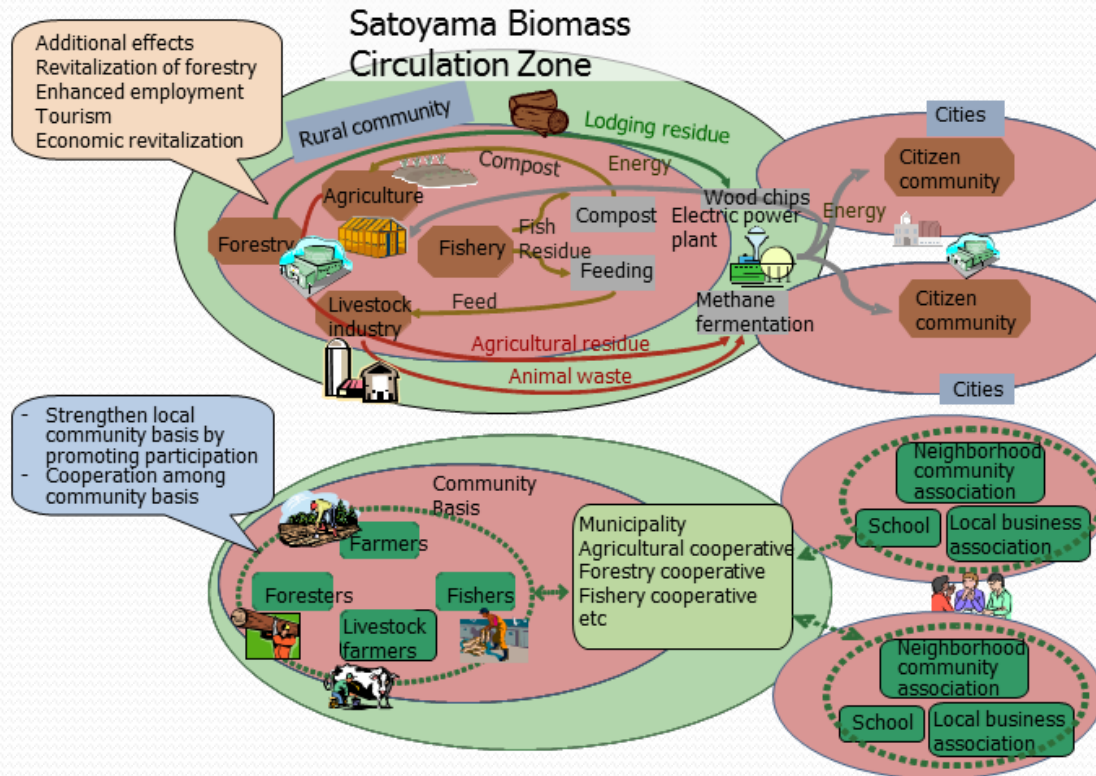 Satoyama Biomass
Circulation Zone
Additional effects
Revitalization of forestry
Enhanced employment
Tourism
Economic revitalization
Rural community
Lodging residue
Compost
Energy
Agriculture
Forestry
Fishery
Fish
Residue
Compost
Feeding
Feed
Livestock
industry
Agricultural residue
Animal waste
Wood chips
Electric power
plant
Methane
fermentation
Energy
Cities
Citizen
community
Citizen
community
Cities
- Strengthen local
community basis by
promoting participation
- Cooperation among
community basis
Community
Basis
Farmers
Foresters
Fishers
Livestock
farmers
Municipality
Agricultural cooperative
Forestry cooperative
Fishery cooperative
etc
Neighborhood
community
association
School
Local business
association
Neighborhood
community
association
School
Local business
association